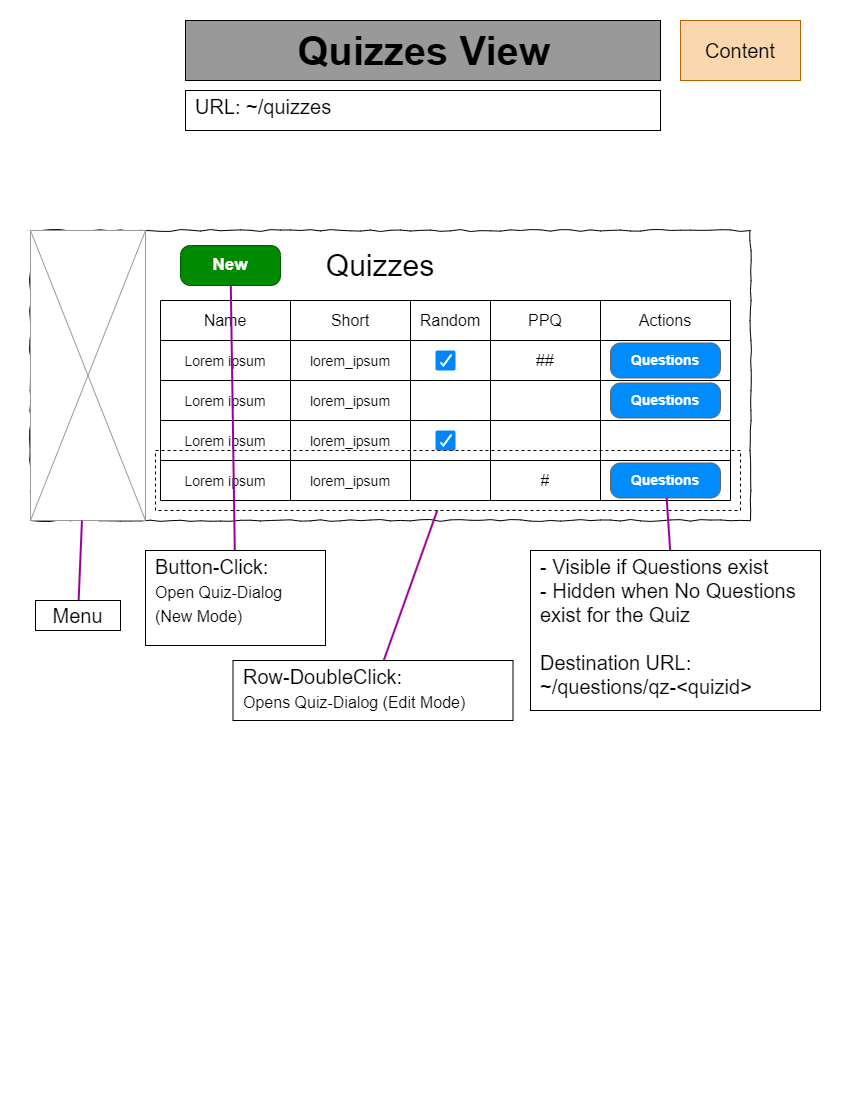 Quizzes View
Content
URL: ~/quizzes
New
Quizzes
Name Short Random PPQ Actions
Lorem ipsum lorem_ipsum ## Questions
Lorem ipsum lorem_ipsum Questions
Lorem ipsum lorem_ipsum
Lorem ipsum lorem_ipsum # Questions
Menu
Button-Click:
Open Quiz-Dialog
(New Mode)
Row-DoubleClick:
Opens Quiz-Dialog (Edit Mode)
- Visible if Questions exist
- Hidden when No Questions
exist for the Quiz
Destination URL:
~/questions/qz-<quizid>